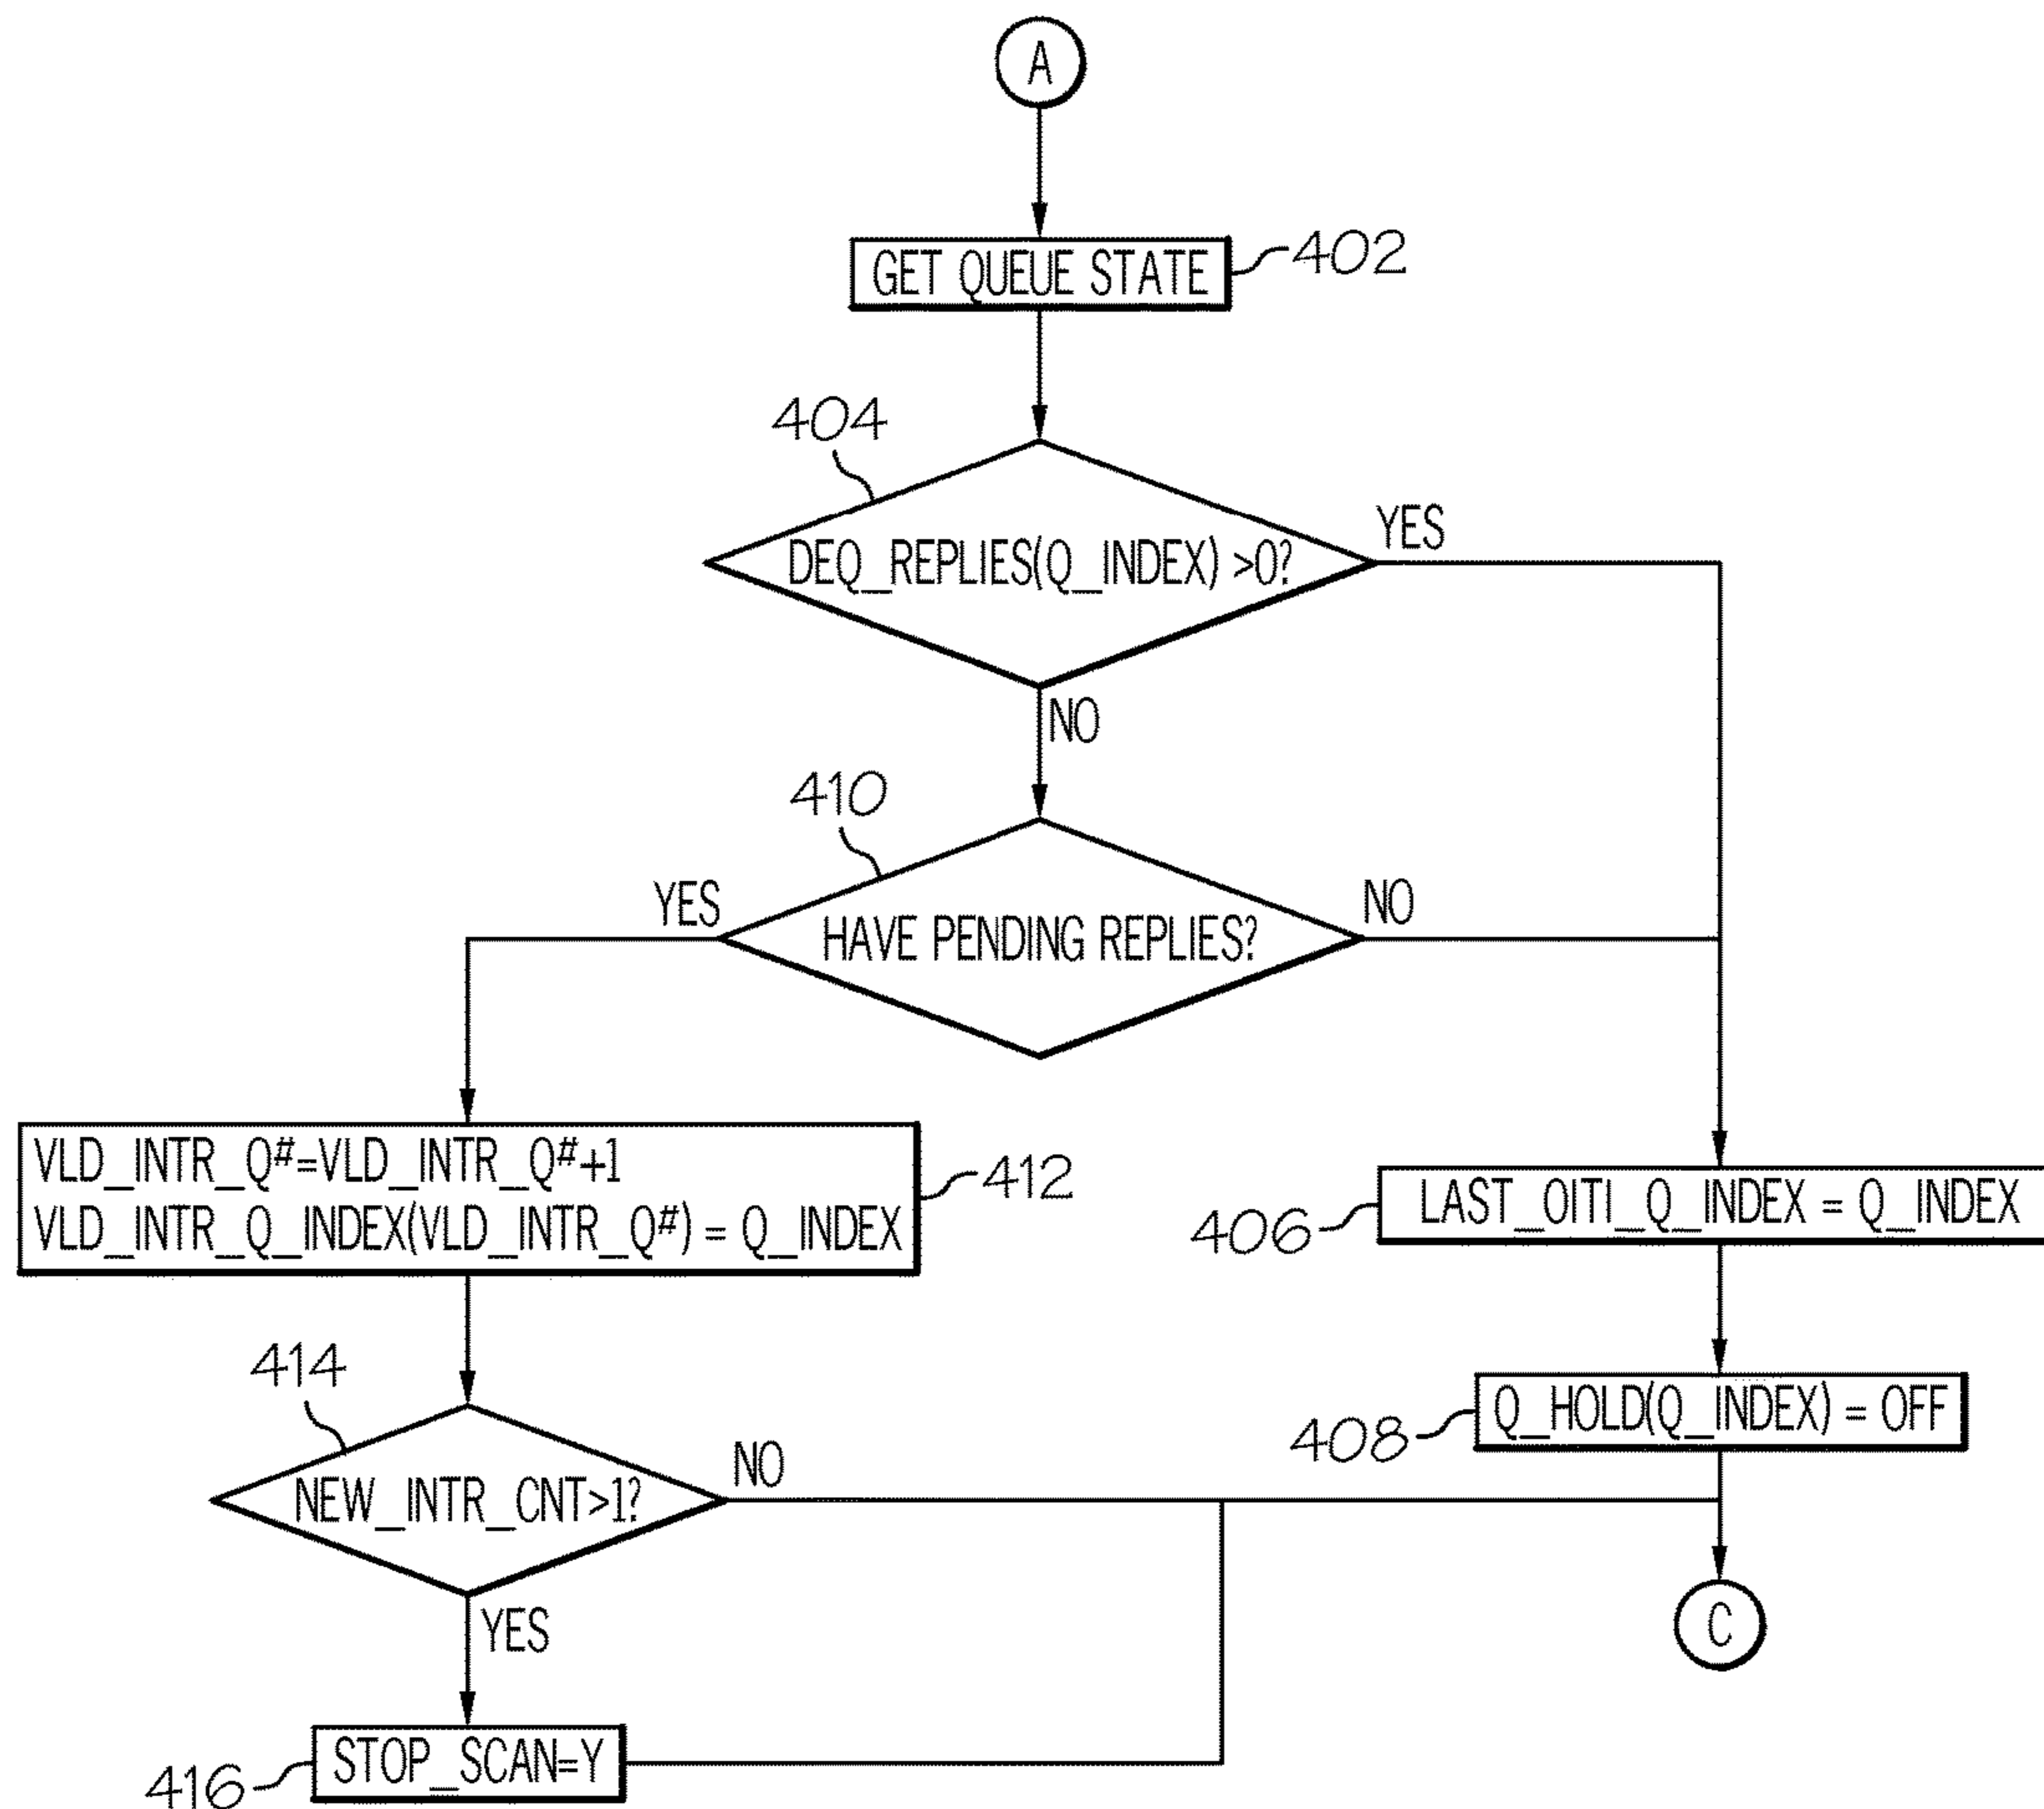 A
GET QUEUE STATE
402
404
DEQ_REPLIES(Q_INDEX) >0?
YES
NO
410
YES
HAVE PENDING REPLIES?
NO
VLD_INTR_Q#=VLD_INTR_Q#+1
VLD_INTR_Q_INDEX(VLD_INTR_Q#) = Q_INDEX
412
LAST_OITI_Q_INDEX = Q_INDEX
406
414
Q_HOLD(Q_INDEX) = OFF
408
NEW_INTR_CNT>1?
NO
YES
C
STOP_SCAN=Y
416